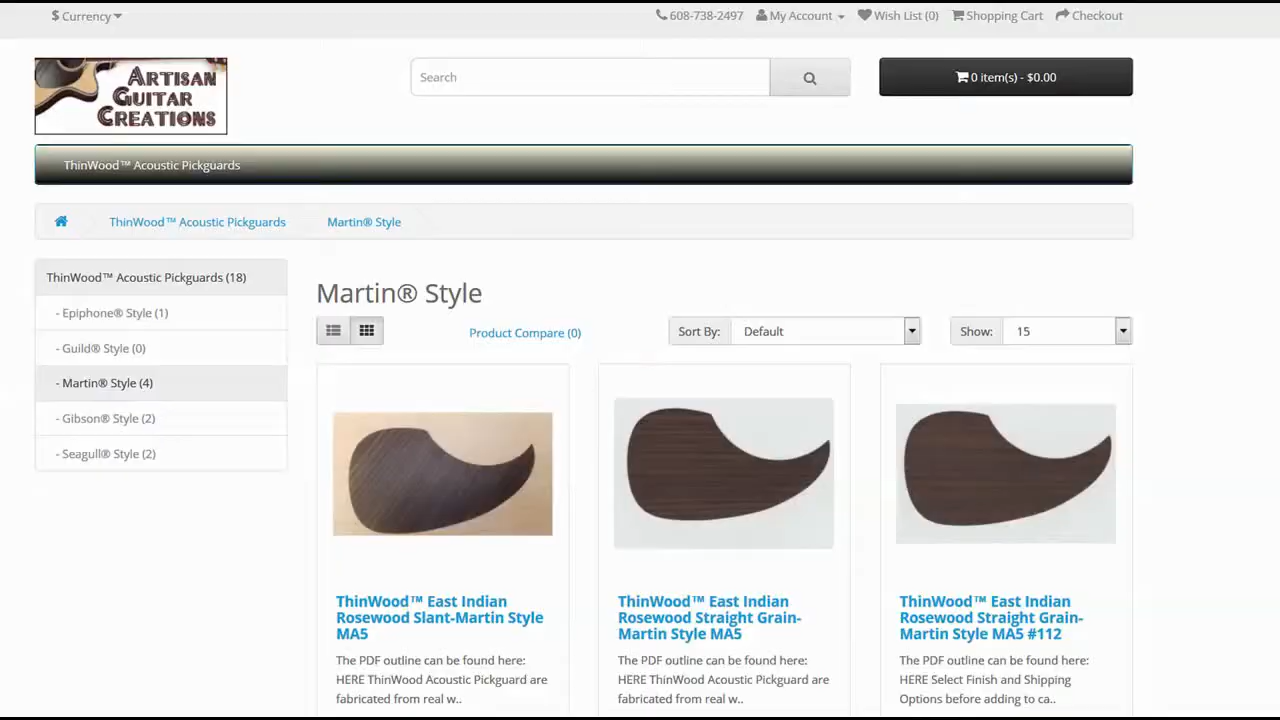 $ Currency
608-738-2497 My Account Wish List (0) Shopping Cart Checkout
ARTISAN
GUITAR
CREATIONS
Search
0 item(s) - $0.00
ThinWood™ Acoustic Pickguards
ThinWood™ Acoustic Pickguards Martin® Style
ThinWood™ Acoustic Pickguards (18)
- Epiphone® Style (1)
- Guild® Style (0)
- Martin® Style (4)
- Gibson® Style (2)
- Seagull® Style (2)
Martin® Style
Product Compare (0)
Sort By: Default
Show: 15
ThinWood™ East Indian
Rosewood Slant-Martin Style
MA5
The PDF outline can be found here:
HERE ThinWood Acoustic Pickguard are
fabricated from real w..
ThinWood™ East Indian
Rosewood Straight Grain-
Martin Style MA5
The PDF outline can be found here:
HERE ThinWood Acoustic Pickguard are
fabricated from real w..
ThinWood™ East Indian
Rosewood Straight Grain-
Martin Style MA5 #112
The PDF outline can be found here:
HERE Select Finish and Shipping
Options before adding to ca..